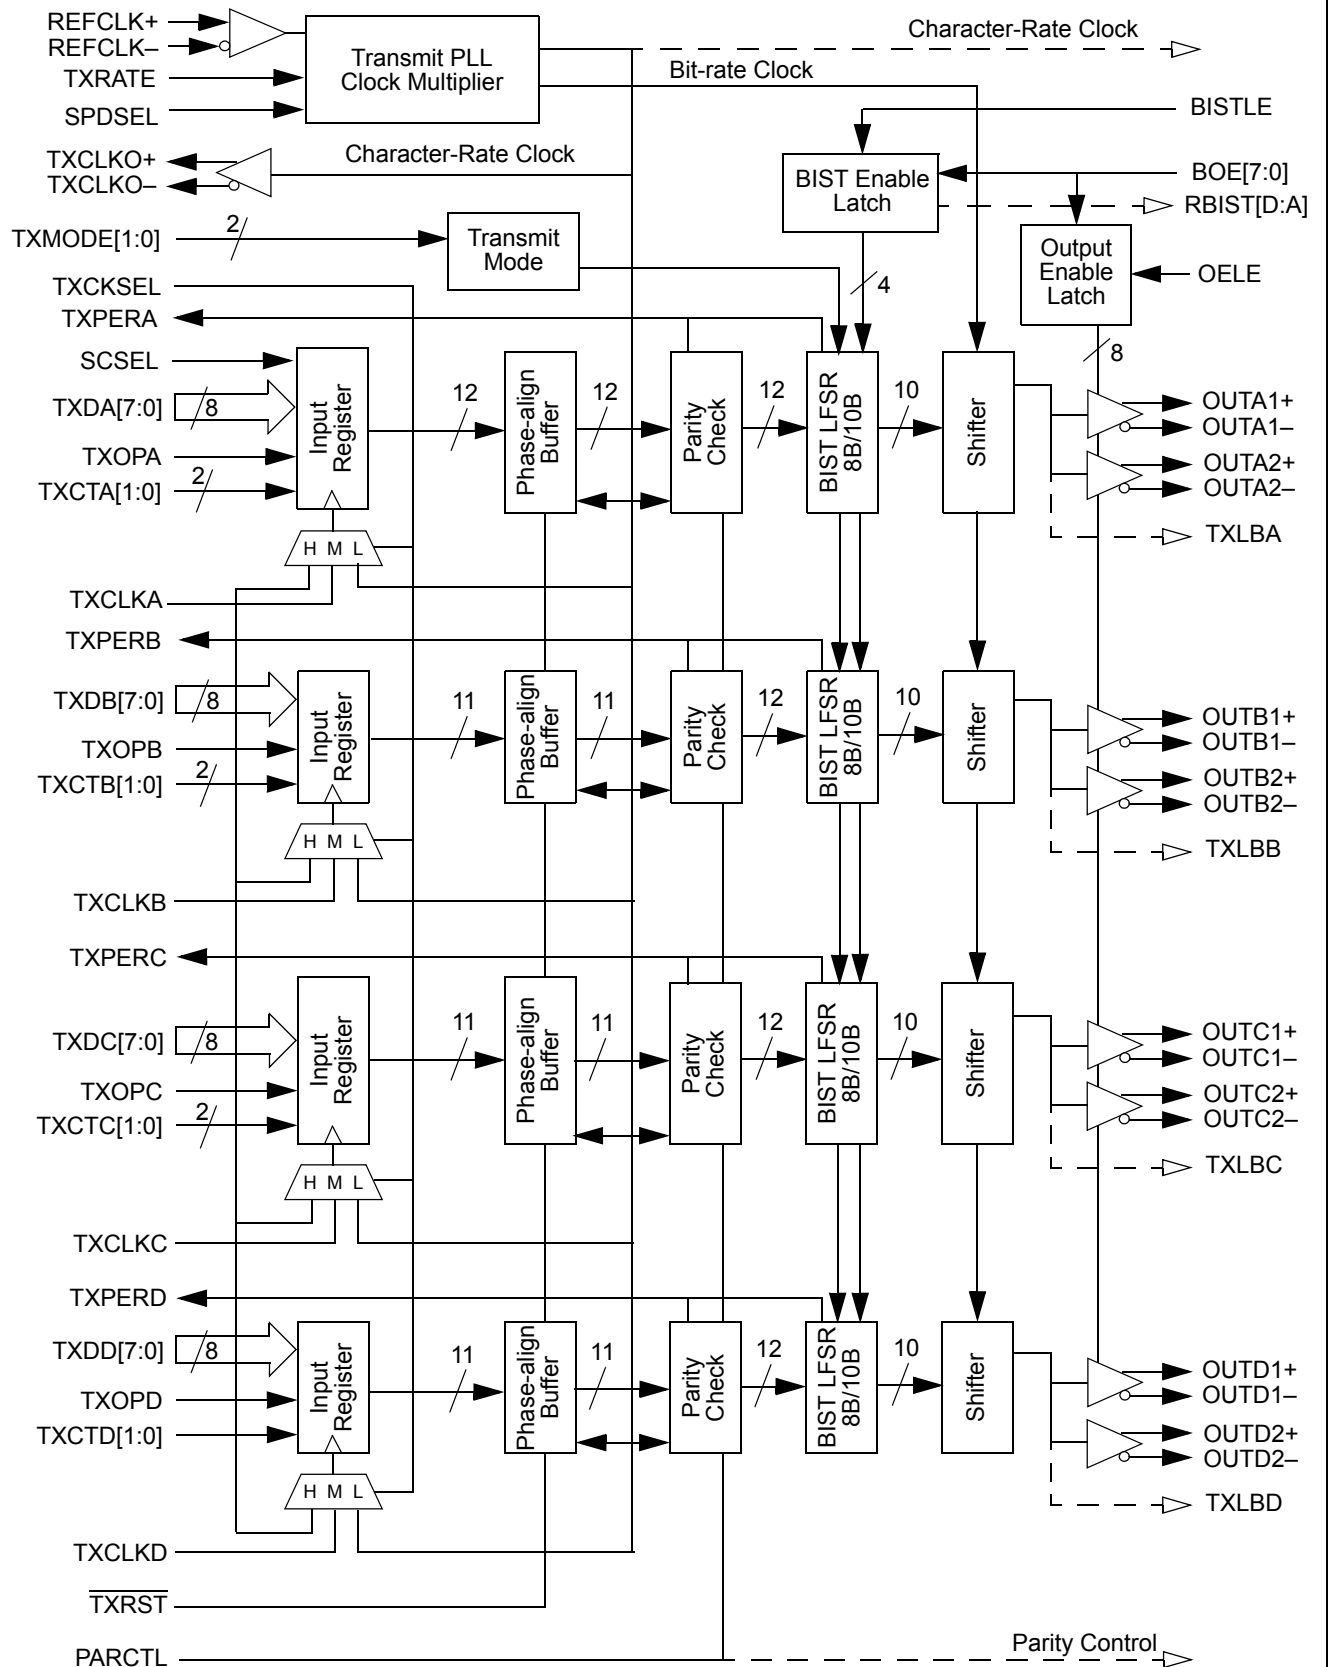 REFCLK+
REFCLK–
TXRATE
SPDSEL
Transmit PLL
Clock Multiplier
Character-Rate Clock
Bit-rate Clock
BISTLE
TXCLKO+
TXCLKO–
Character-Rate Clock
BIST Enable
Latch
BOE[7:0]
RBIST[D:A]
TXMODE[1:0]
2
Transmit
Mode
Output
Enable
Latch
OELE
4
8
TXCKSEL
TXPERA
SCSEL
TXDA[7:0]
8
TXOPA
TXCTA[1:0]
2
Input
Register
12
Phase-align
Buffer
12
Parity
Check
12
BIST LFSR
8B/10B
10
Shifter
OUTA1+
OUTA1–
OUTA2+
OUTA2–
TXLBA
H M L
TXCLKA
TXPERB
TXDB[7:0]
8
TXOPB
TXCTB[1:0]
2
Input
Register
11
Phase-align
Buffer
11
Parity
Check
12
BIST LFSR
8B/10B
10
Shifter
OUTB1+
OUTB1–
OUTB2+
OUTB2–
TXLBB
H M L
TXCLKB
TXPERC
TXDC[7:0]
8
TXOPC
TXCTC[1:0]
2
Input
Register
11
Phase-align
Buffer
11
Parity
Check
12
BIST LFSR
8B/10B
10
Shifter
OUTC1+
OUTC1–
OUTC2+
OUTC2–
TXLBC
H M L
TXCLKC
TXPERD
TXDD[7:0]
8
TXOPD
TXCTD[1:0]
Input
Register
11
Phase-align
Buffer
11
Parity
Check
12
BIST LFSR
8B/10B
10
Shifter
OUTD1+
OUTD1–
OUTD2+
OUTD2–
TXLBD
H M L
TXCLKD
TXRST
PARCTL
Parity Control